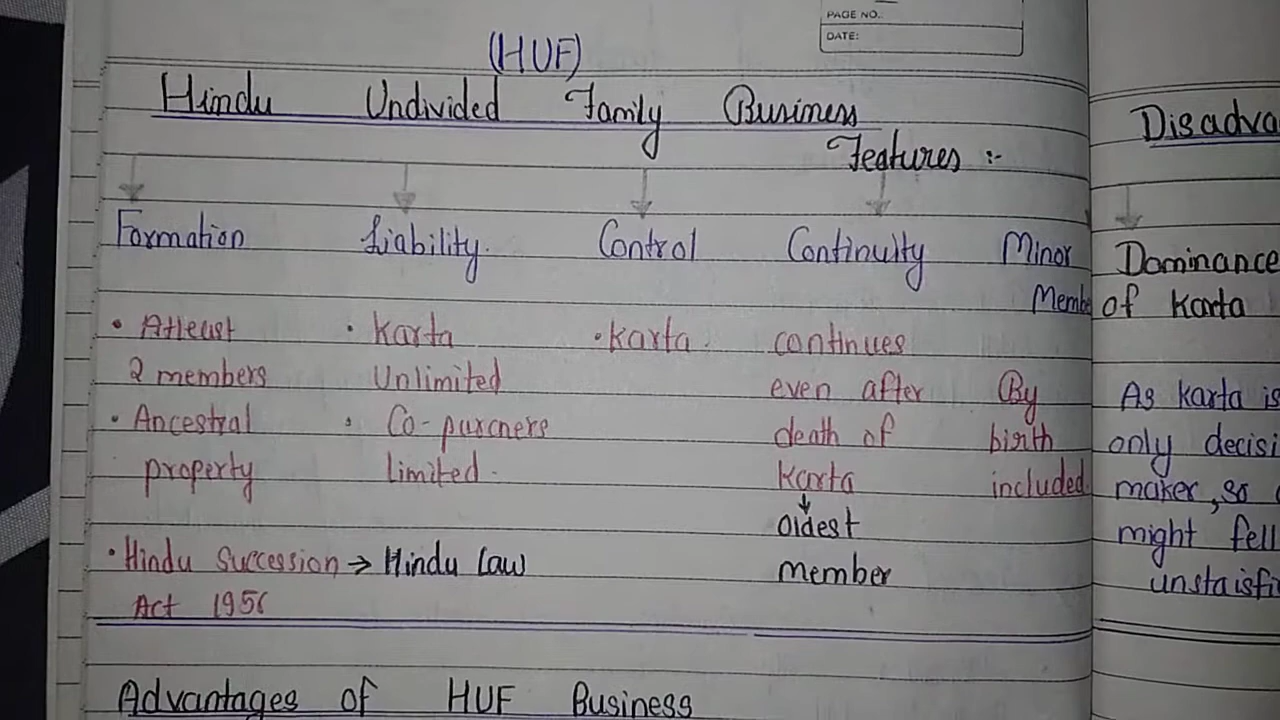 PAGE NO.
DATE:
(HUF)
Hindu Undivided Family Business
Features :-
Formation
• Atleast
2 members
• Ancestral
property
• Hindu Succession → Hindu Law
Act 1956
Liability.
• Karta
Unlimited
• Co-purcners
limited.
Control
• karta.
Continuity
continues
even after
death of
karta
oldest
member
Minor
Membe
By
birth
included
Advantages of HUF Business
Disadva
Dominance
of karta
As karta is
only decisi
maker, so
might fell
unstaisfi